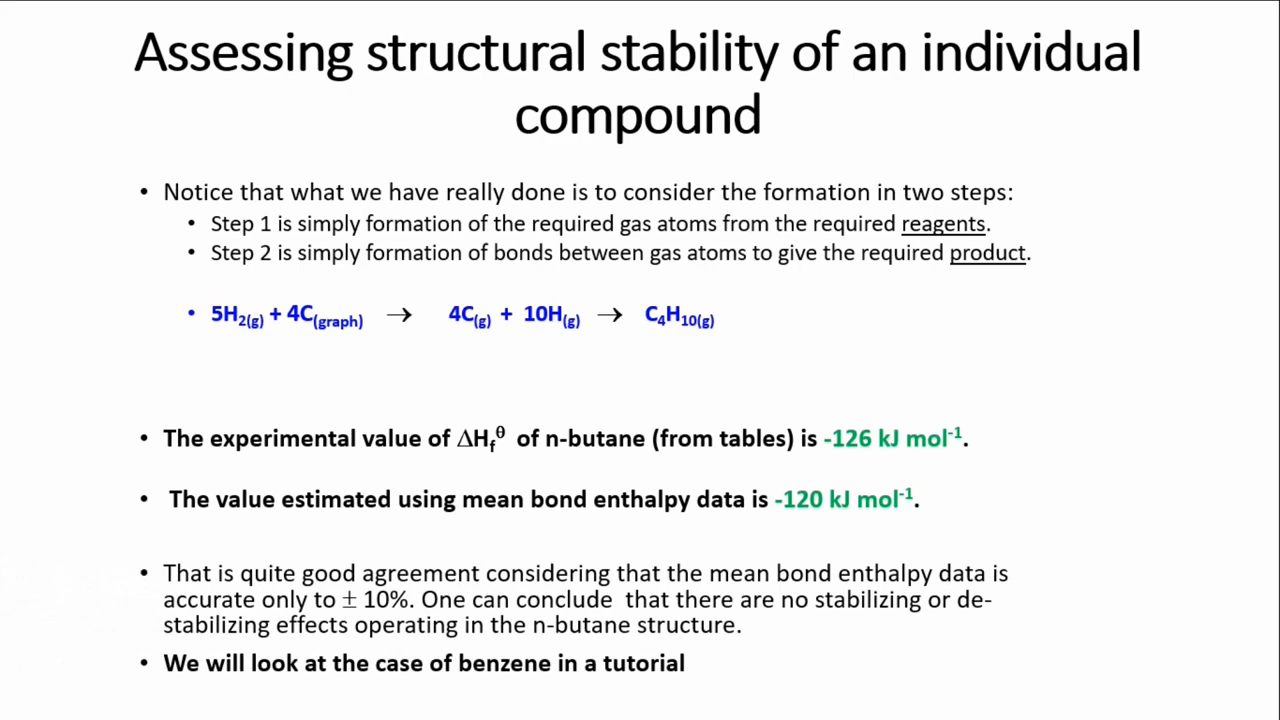 Assessing structural stability of an individual
compound
• Notice that what we have really done is to consider the formation in two steps:
• Step 1 is simply formation of the required gas atoms from the required reagents.
• Step 2 is simply formation of bonds between gas atoms to give the required product.
• 5H2(g) + 4C(graph) → 4C(g) + 10H(g) → C4H10(g)
• The experimental value of ΔHfθ of n-butane (from tables) is -126 kJ mol-1.
• The value estimated using mean bond enthalpy data is -120 kJ mol-1.
• That is quite good agreement considering that the mean bond enthalpy data is
accurate only to ± 10%. One can conclude that there are no stabilizing or de-
stabilizing effects operating in the n-butane structure.
• We will look at the case of benzene in a tutorial